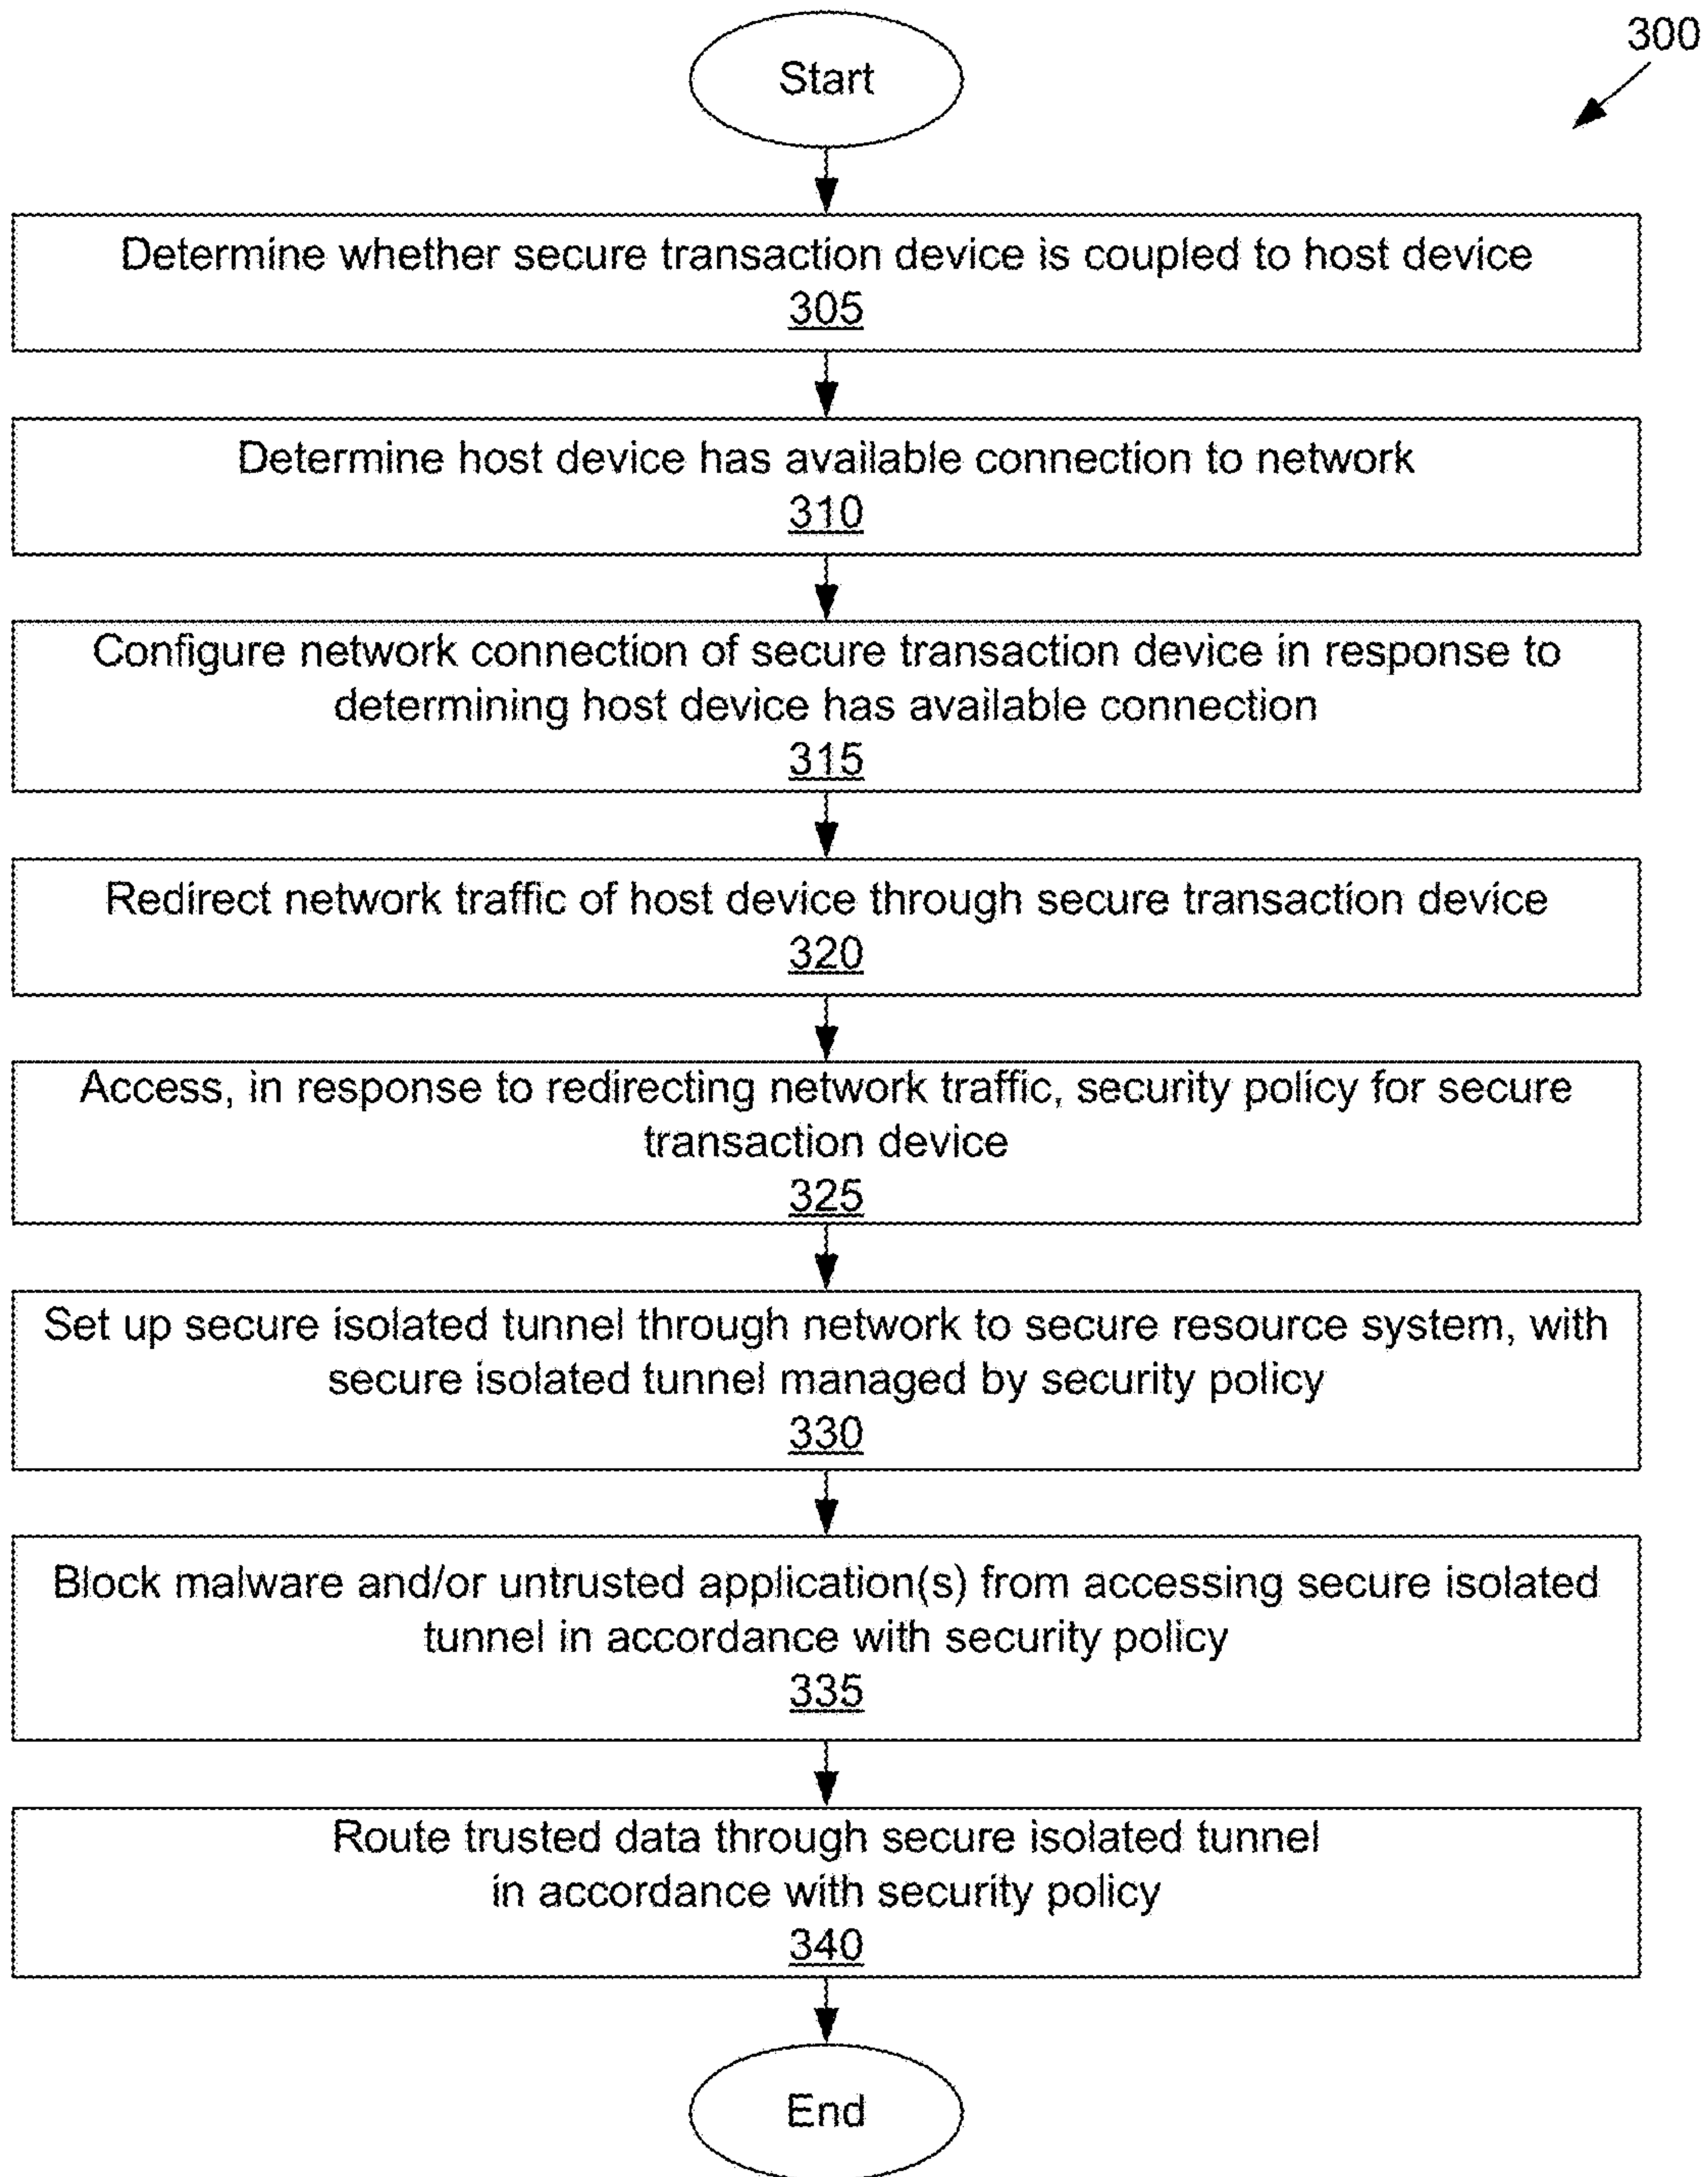 300
Start
Determine whether secure transaction device is coupled to host device
305
Determine host device has available connection to network
310
Configure network connection of secure transaction device in response to
determining host device has available connection
315
Redirect network traffic of host device through secure transaction device
320
Access, in response to redirecting network traffic, security policy for secure
transaction device
325
Set up secure isolated tunnel through network to secure resource system, with
secure isolated tunnel managed by security policy
330
Block malware and/or untrusted application(s) from accessing secure isolated
tunnel in accordance with security policy
335
Route trusted data through secure isolated tunnel
in accordance with security policy
340
End